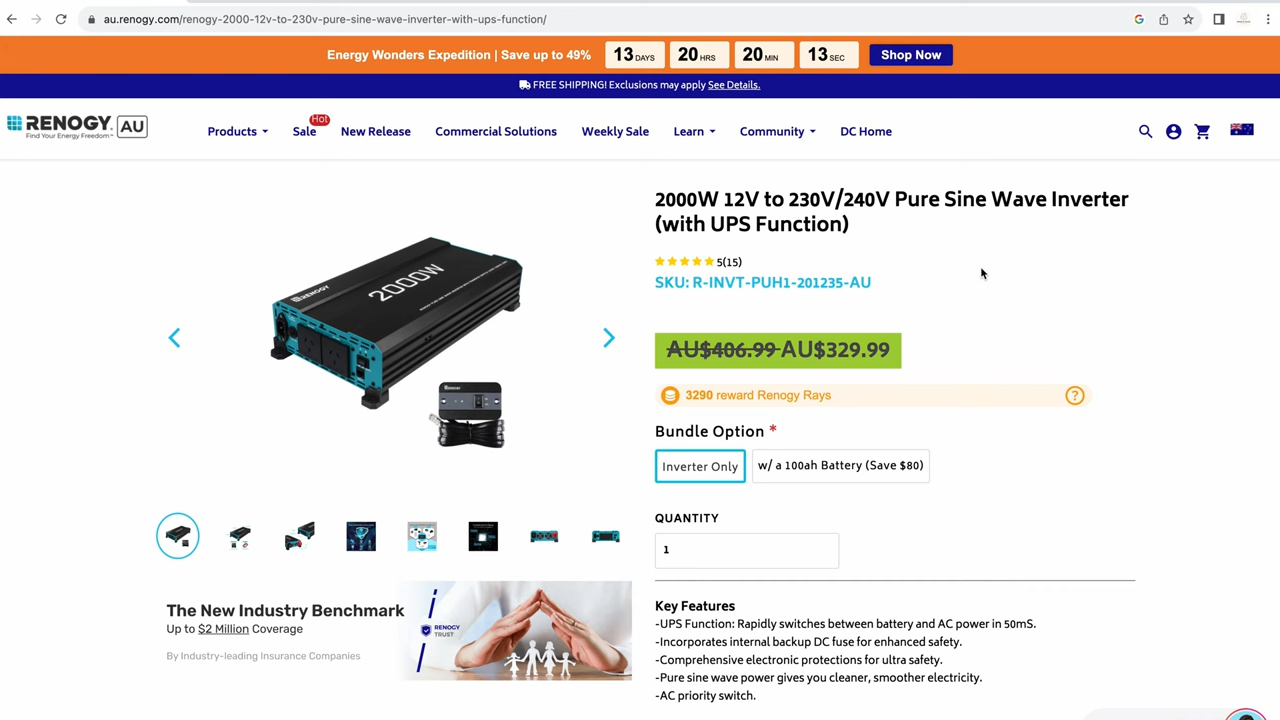 au.renogy.com/renogy-2000-12v-to-230v-pure-sine-wave-inverter-with-ups-function/
Energy Wonders Expedition | Save up to 49% 13 DAYS 20 HRS 20 MIN 13 SEC Shop Now
FREE SHIPPING! Exclusions may apply See Details.
RENOGY AU
Find Your Energy Freedom
Products Sale Hot New Release Commercial Solutions Weekly Sale Learn Community DC Home
2000W 12V to 230V/240V Pure Sine Wave Inverter
(with UPS Function)
5(15)
SKU: R-INVT-PUH1-201235-AU
RENOGY
2000W
AU$406.99 AU$329.99
3290 reward Renogy Rays ?
Bundle Option *
Inverter Only w/ a 100ah Battery (Save $80)
QUANTITY
1
The New Industry Benchmark
Up to $2 Million Coverage
By Industry-leading Insurance Companies
RENOGY
TRUST
Key Features
-UPS Function: Rapidly switches between battery and AC power in 50mS.
-Incorporates internal backup DC fuse for enhanced safety.
-Comprehensive electronic protections for ultra safety.
-Pure sine wave power gives you cleaner, smoother electricity.
-AC priority switch.